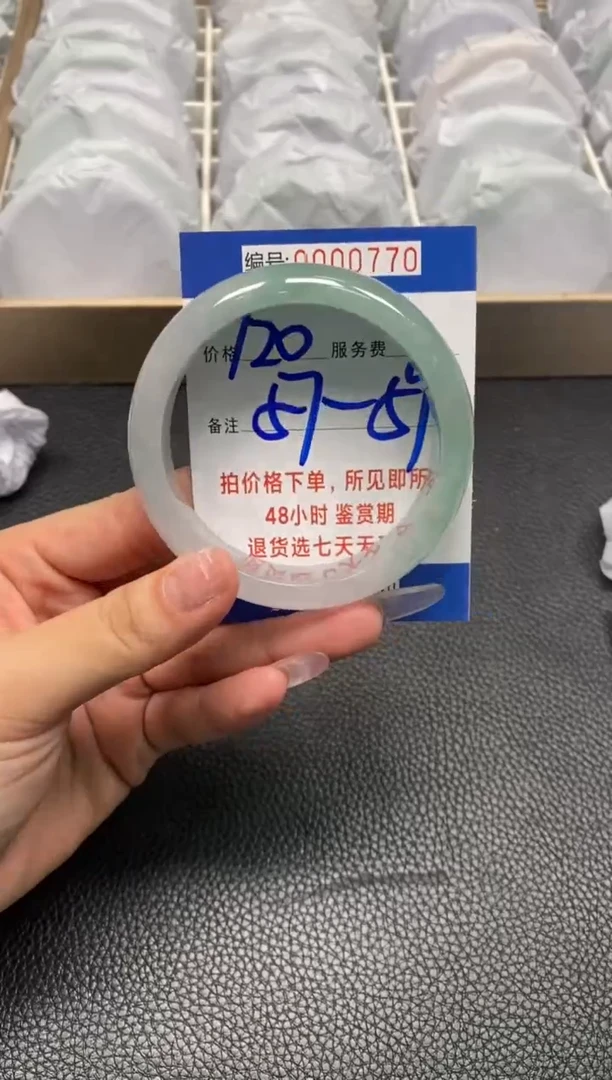 编号:0000770
价格 120 服务费
备注 57-57
拍价格下单，所见即所
48小时 鉴赏期
退货选七天无